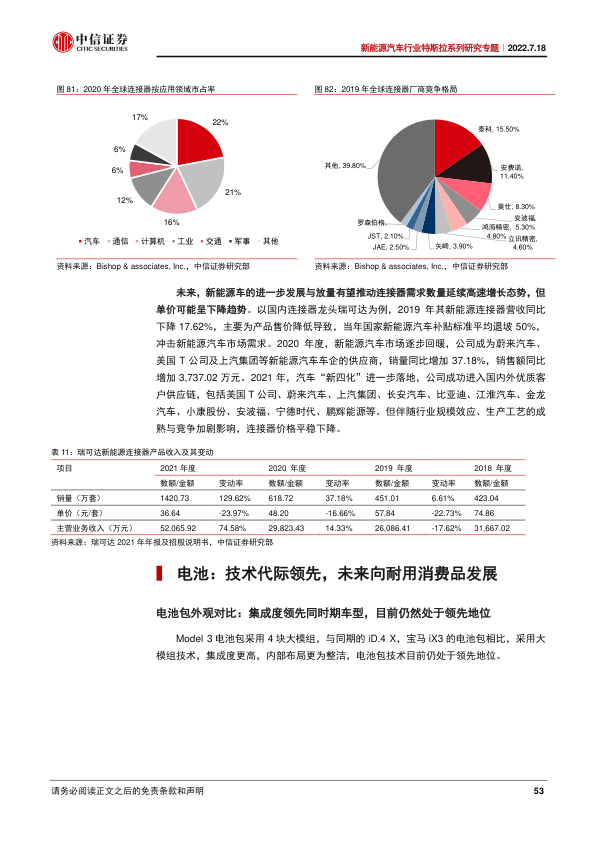 中信证券
CITIC SECURITIES
新能源汽车行业特斯拉系列研究专题｜2022.7.18
图 81：2020 年全球连接器按应用领域市占率
22%
21%
16%
12%
6%
6%
17%
汽车 通信 计算机 工业 交通 军事 其他
资料来源：Bishop & associates, Inc.，中信证券研究部
图 82：2019 年全球连接器厂商竞争格局
泰科, 15.50%
安费诺,
11.40%
莫仕, 8.30%
安波福,
5.30%
鸿海精密,
4.80%
立讯精密,
4.60%
矢崎, 3.90%
JAE, 2.50%
JST, 2.10%
罗森伯格,
其他, 39.80%
资料来源：Bishop & associates, Inc.，中信证券研究部
未来，新能源车的进一步发展与放量有望推动连接器需求数量延续高速增长态势，但
单价可能呈下降趋势。以国内连接器龙头瑞可达为例，2019 年其新能源连接器营收同比
下降 17.62%，主要为产品售价降低导致，当年国家新能源汽车补贴标准平均退坡 50%，
冲击新能源汽车市场需求。2020 年度，新能源汽车市场逐步回暖，公司成为蔚来汽车、
美国 T 公司及上汽集团等新能源汽车车企的供应商，销量同比增加 37.18%，销售额同比
增加 3,737.02 万元。2021 年，汽车“新四化”进一步落地，公司成功进入国内外优质客
户供应链，包括美国 T 公司、蔚来汽车、上汽集团、长安汽车、比亚迪、江淮汽车、金龙
汽车、小康股份、安波福、宁德时代、鹏辉能源等。但伴随行业规模效应、生产工艺的成
熟与竞争加剧影响，连接器价格平稳下降。
表 11：瑞可达新能源连接器产品收入及其变动
项目 2021 年度 2020 年度 2019 年度 2018 年度
数额/金额 变动率 数额/金额 变动率 数额/金额 变动率 数额/金额
销量（万套） 1420.73 129.62% 618.72 37.18% 451.01 6.61% 423.04
单价（元/套） 36.64 -23.97% 48.20 -16.66% 57.84 -22.73% 74.86
主营业务收入（万元） 52,065.92 74.58% 29,823.43 14.33% 26,086.41 -17.62% 31,667.02
资料来源：瑞可达 2021 年年报及招股说明书，中信证券研究部
电池：技术代际领先，未来向耐用消费品发展
电池包外观对比：集成度领先同时期车型，目前仍然处于领先地位
Model 3 电池包采用 4 块大模组，与同期的 iD.4 X，宝马 iX3 的电池包相比，采用大
模组技术，集成度更高，内部布局更为整洁，电池包技术目前仍处于领先地位。
请务必阅读正文之后的免责条款和声明
53